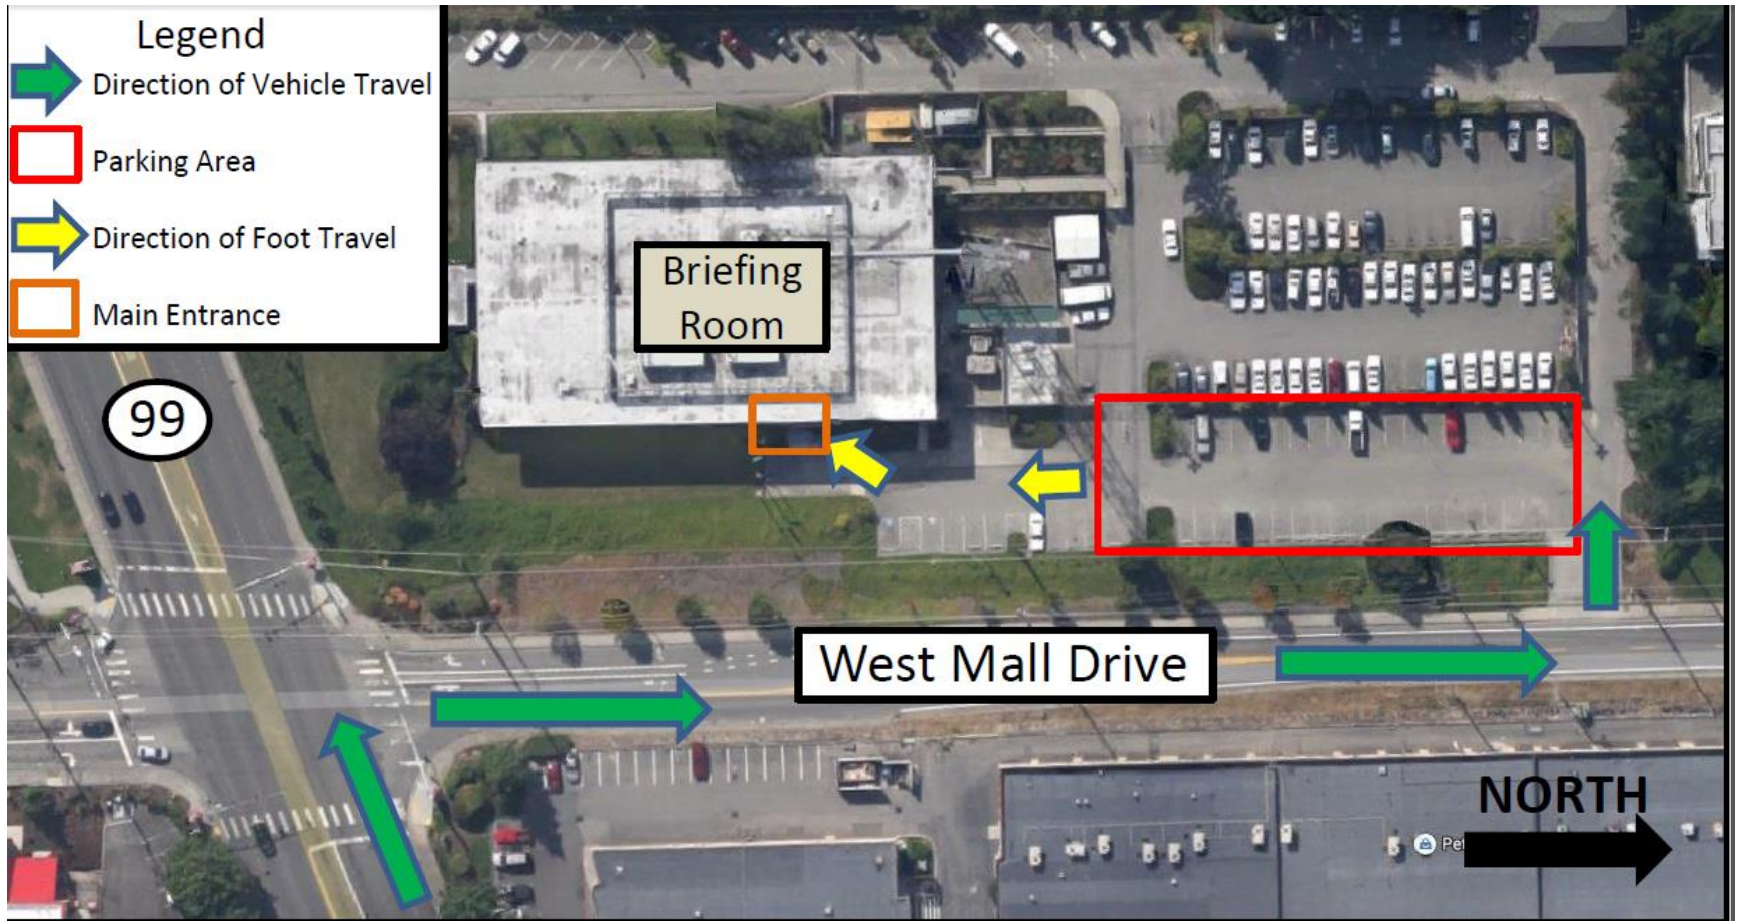 Legend
Direction of Vehicle Travel
Parking Area
Direction of Foot Travel
Main Entrance
Briefing
Room
99
West Mall Drive
NORTH